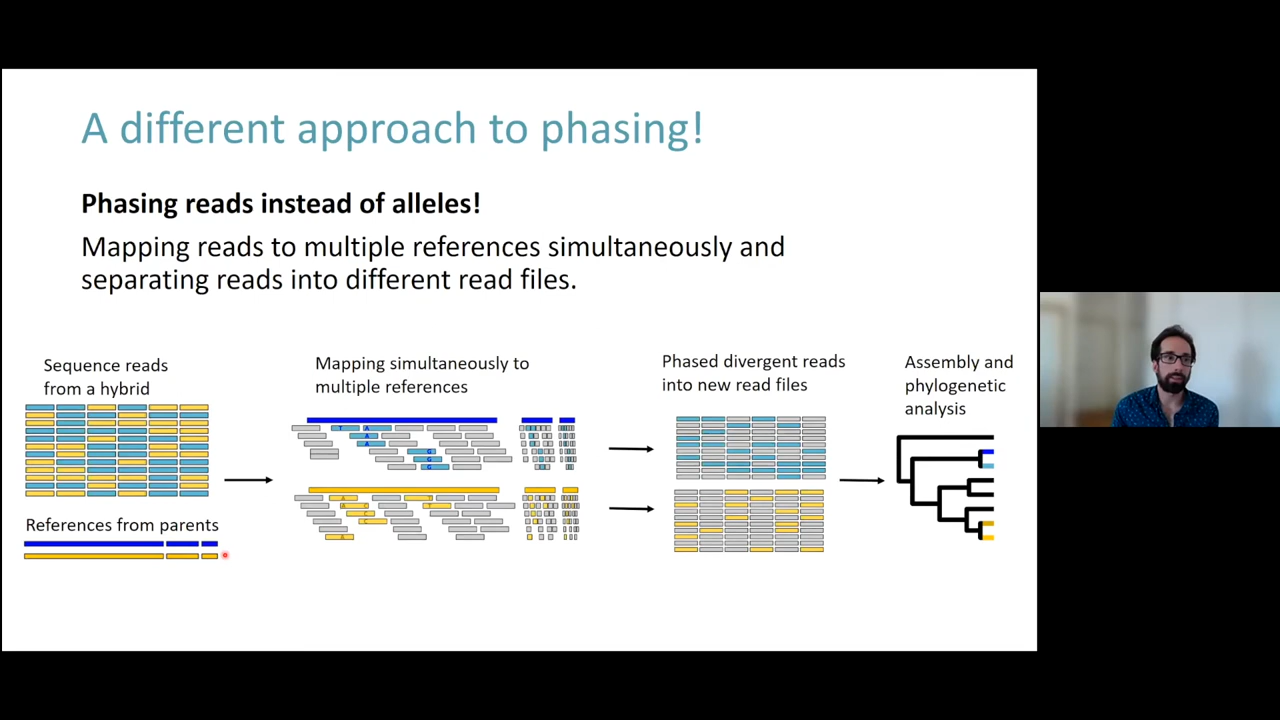 A different approach to phasing!
Phasing reads instead of alleles!
Mapping reads to multiple references simultaneously and
separating reads into different read files.
Sequence reads
from a hybrid
References from parents
Mapping simultaneously to
multiple references
Phased divergent reads
into new read files
Assembly and
phylogenetic
analysis